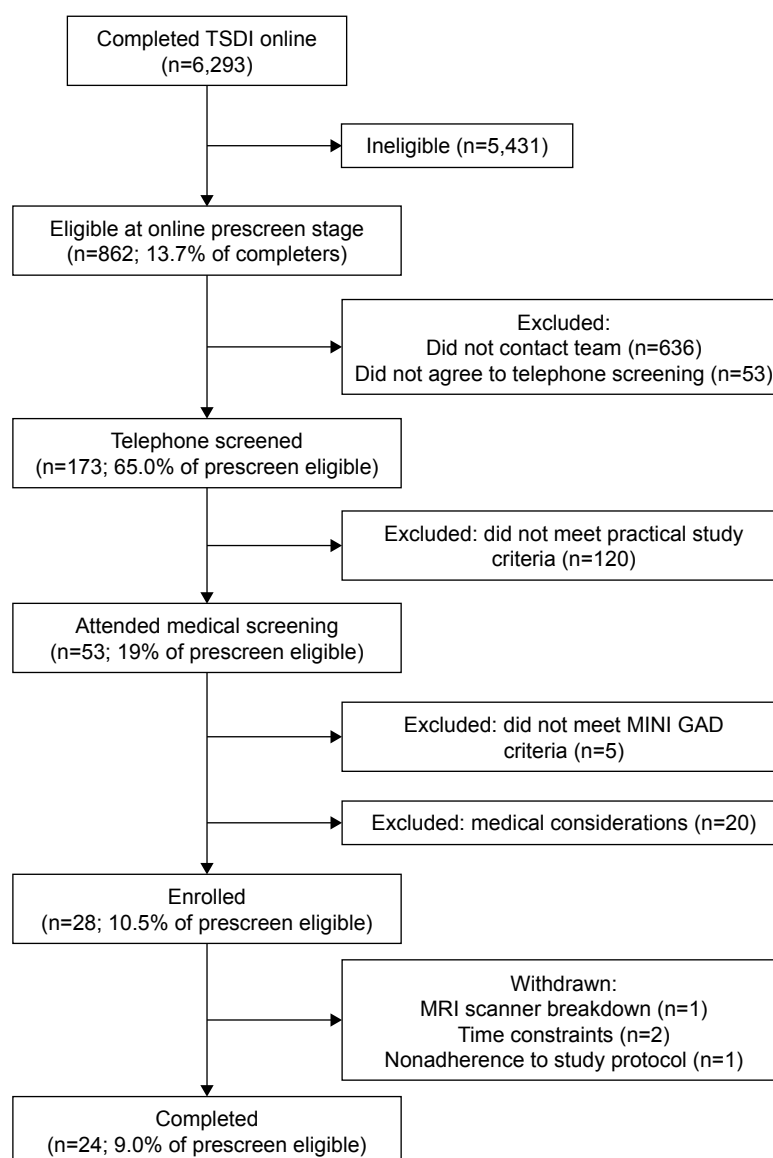 Completed TSDI online
(n=6,293)
Ineligible (n=5,431)
Eligible at online prescreen stage
(n=862; 13.7% of completers)
Excluded:
Did not contact team (n=636)
Did not agree to telephone screening (n=53)
Telephone screened
(n=173; 65.0% of prescreen eligible)
Excluded: did not meet practical study
criteria (n=120)
Attended medical screening
(n=53; 19% of prescreen eligible)
Excluded: did not meet MINI GAD
criteria (n=5)
Excluded: medical considerations (n=20)
Enrolled
(n=28; 10.5% of prescreen eligible)
Withdrawn:
MRI scanner breakdown (n=1)
Time constraints (n=2)
Nonadherence to study protocol (n=1)
Completed
(n=24; 9.0% of prescreen eligible)